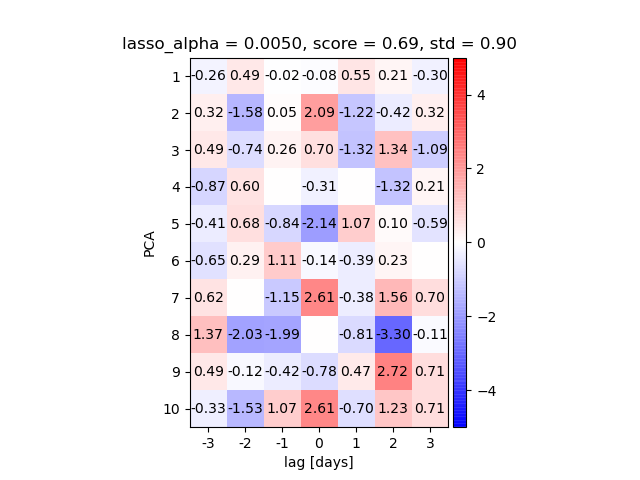 lasso_alpha = 0.0050, score = 0.69, std = 0.90
1 -0.26 0.49 -0.02 -0.08 0.55 0.21 -0.30
2 0.32 -1.58 0.05 2.09 -1.22 -0.42 0.32
3 0.49 -0.74 0.26 0.70 -1.32 1.34 -1.09
4 -0.87 0.60 -0.31 -1.32 0.21
5 -0.41 0.68 -0.84 -2.14 1.07 0.10 -0.59
6 -0.65 0.29 1.11 -0.14 -0.39 0.23
7 0.62 -1.15 2.61 -0.38 1.56 0.70
8 1.37 -2.03 -1.99 -0.81 -3.30 -0.11
9 0.49 -0.12 -0.42 -0.78 0.47 2.72 0.71
10 -0.33 -1.53 1.07 2.61 -0.70 1.23 0.71
-3 -2 -1 0 1 2 3
lag [days]
PCA
4
2
0
−2
−4